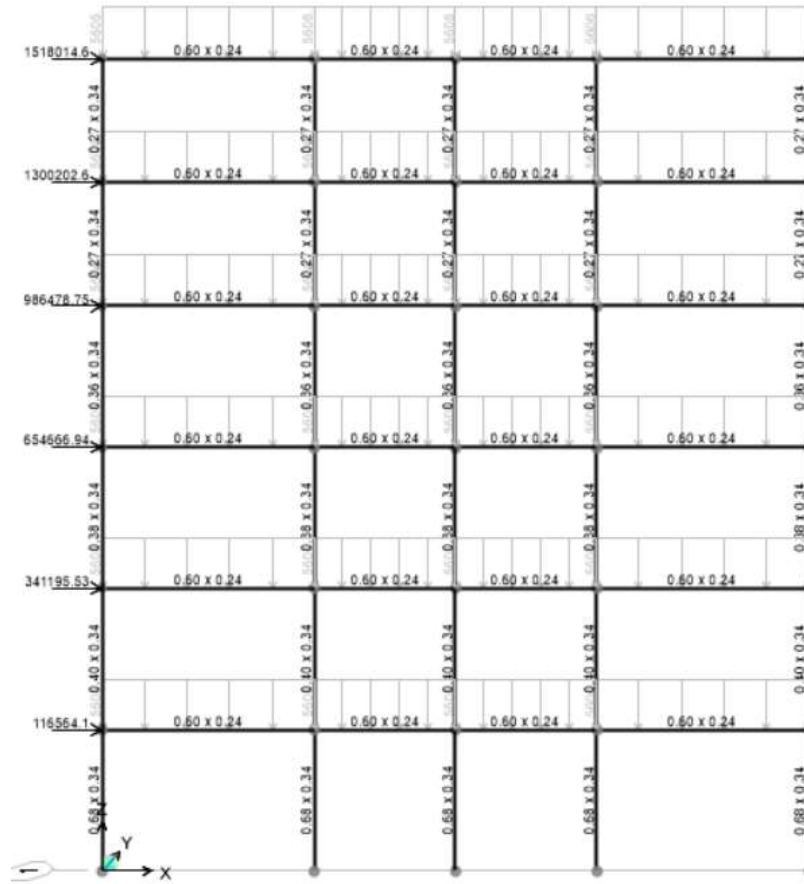 1518014.6
0.60 x 0.24 0.60 x 0.24 0.60 x 0.24 0.60 x 0.24
0.27 x 0.34 0.27 x 0.34 0.27 x 0.34 0.27 x 0.34 0.27 x 0.34
1300202.6
0.60 x 0.24 0.60 x 0.24 0.60 x 0.24 0.60 x 0.24
0.27 x 0.34 0.27 x 0.34 0.27 x 0.34 0.27 x 0.34 0.27 x 0.34
986478.75
0.60 x 0.24 0.60 x 0.24 0.60 x 0.24 0.60 x 0.24
0.36 x 0.34 0.36 x 0.34 0.36 x 0.34 0.36 x 0.34 0.36 x 0.34
654666.94
0.60 x 0.24 0.60 x 0.24 0.60 x 0.24 0.60 x 0.24
0.38 x 0.34 0.38 x 0.34 0.38 x 0.34 0.38 x 0.34 0.38 x 0.34
341195.53
0.60 x 0.24 0.60 x 0.24 0.60 x 0.24 0.60 x 0.24
0.40 x 0.34 0.40 x 0.34 0.40 x 0.34 0.40 x 0.34 0.40 x 0.34
116564.1
0.60 x 0.24 0.60 x 0.24 0.60 x 0.24 0.60 x 0.24
0.68 x 0.34 0.68 x 0.34 0.68 x 0.34 0.68 x 0.34 0.68 x 0.34
Z
Y
X